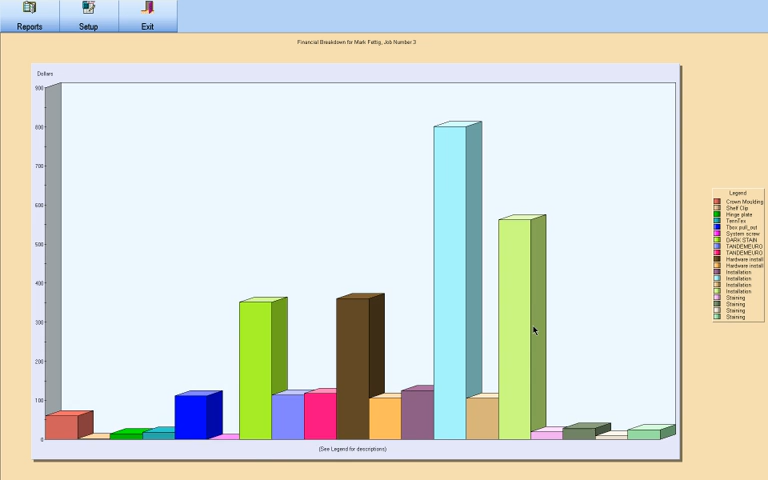 Reports Setup Exit
Financial Breakdown for Mark Fettig, Job Number 3
Dollars
900
800
700
600
500
400
300
200
100
0
(See Legend for descriptions)
Legend
Crown Moulding
Shelf Clip
Hinge plate
TennTex
Tbox pull_out
System screw
DARK STAIN
TANDEMEURO
TANDEMEURO
Hardware install
Hardware install
Installation
Installation
Installation
Installation
Staining
Staining
Staining
Staining